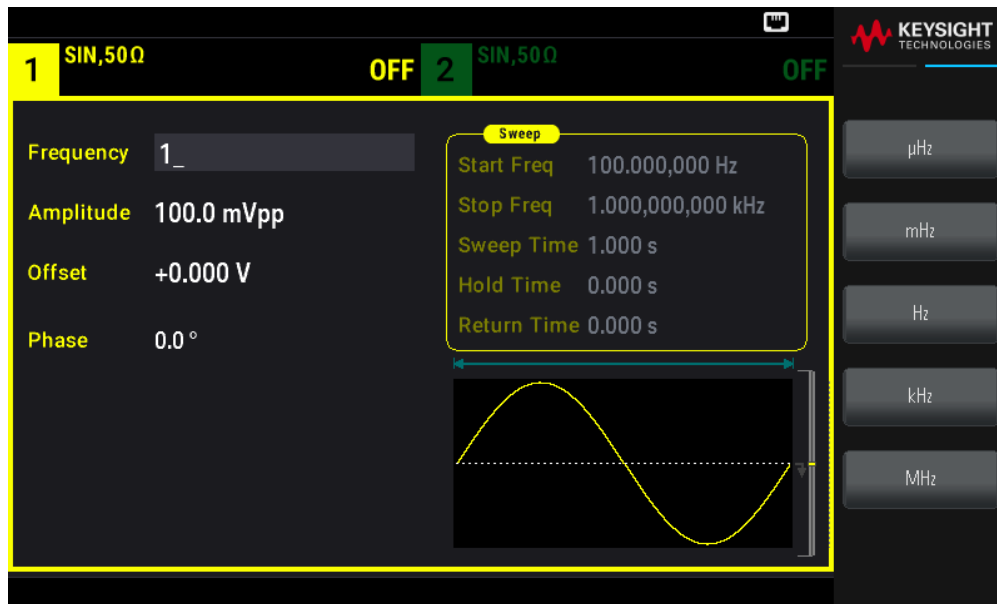 KEYSIGHT
TECHNOLOGIES
1 SIN,50Ω OFF 2 SIN,50Ω OFF
Frequency 1_
Amplitude 100.0 mVpp
Offset +0.000 V
Phase 0.0 °
Sweep
Start Freq 100.000,000 Hz
Stop Freq 1.000,000,000 kHz
Sweep Time 1.000 s
Hold Time 0.000 s
Return Time 0.000 s
µHz
mHz
Hz
kHz
MHz